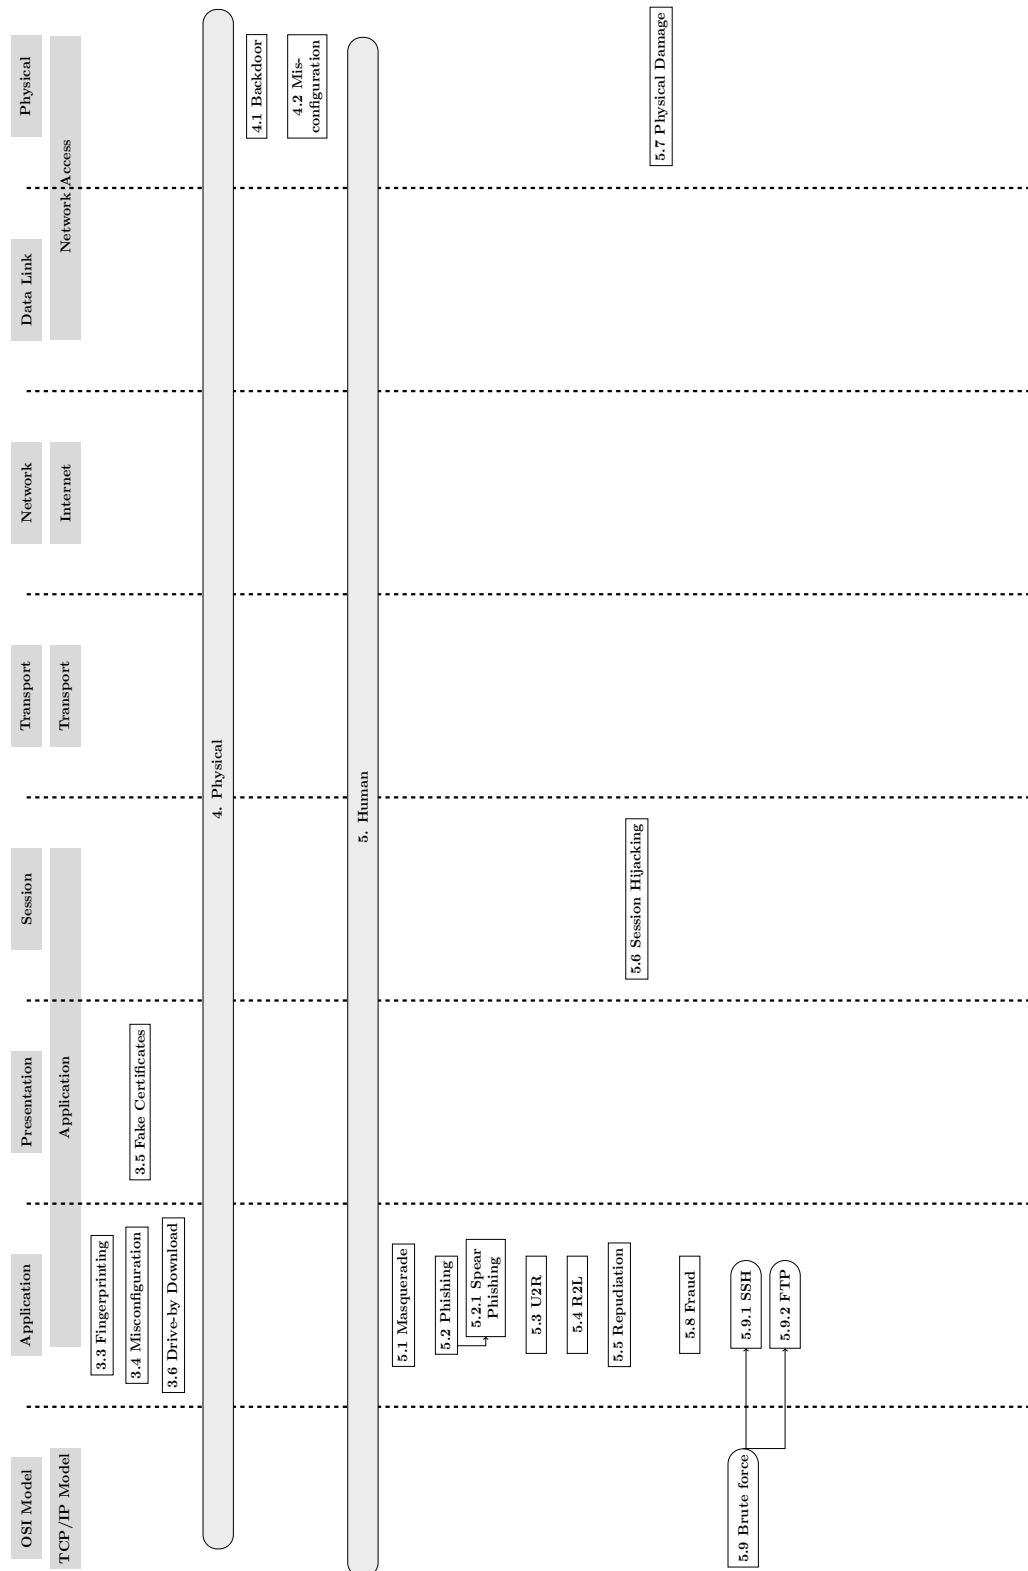 OSI Model
Application
Presentation
Session
Transport
Network
Data Link
Physical
TCP/IP Model
Application
Transport
Internet
Network Access
3.3 Fingerprinting
3.4 Misconfiguration
3.5 Fake Certificates
3.6 Drive-by Download
4. Physical
4.1 Backdoor
4.2 Mis-
configuration
5. Human
5.1 Masquerade
5.2 Phishing
5.2.1 Spear
Phishing
5.3 U2R
5.4 R2L
5.5 Repudiation
5.6 Session Hijacking
5.7 Physical Damage
5.8 Fraud
5.9 Brute force
5.9.1 SSH
5.9.2 FTP